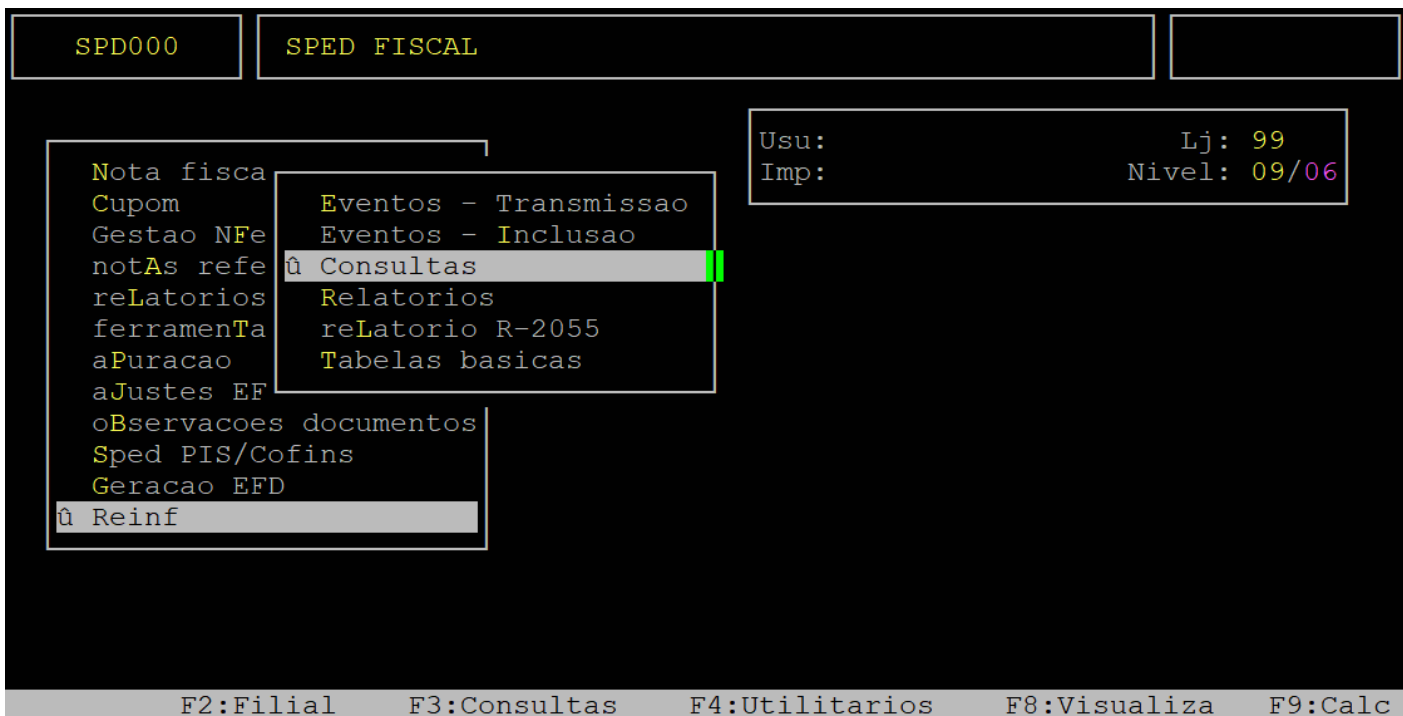 SPD000 SPED FISCAL
Usu: Lj: 99
Imp: Nivel: 09/06
Nota fisca
Cupom
Gestao NFe
notAs refe
reLatorios
ferramenTa
aPuracao
aJustes EF
oBservacoes documentos
Sped PIS/Cofins
Geracao EFD
û Reinf
Eventos - Transmissao
Eventos - Inclusao
û Consultas
Relatorios
reLatorio R-2055
Tabelas basicas
F2:Filial F3:Consultas F4:Utilitarios F8:Visualiza F9:Calc